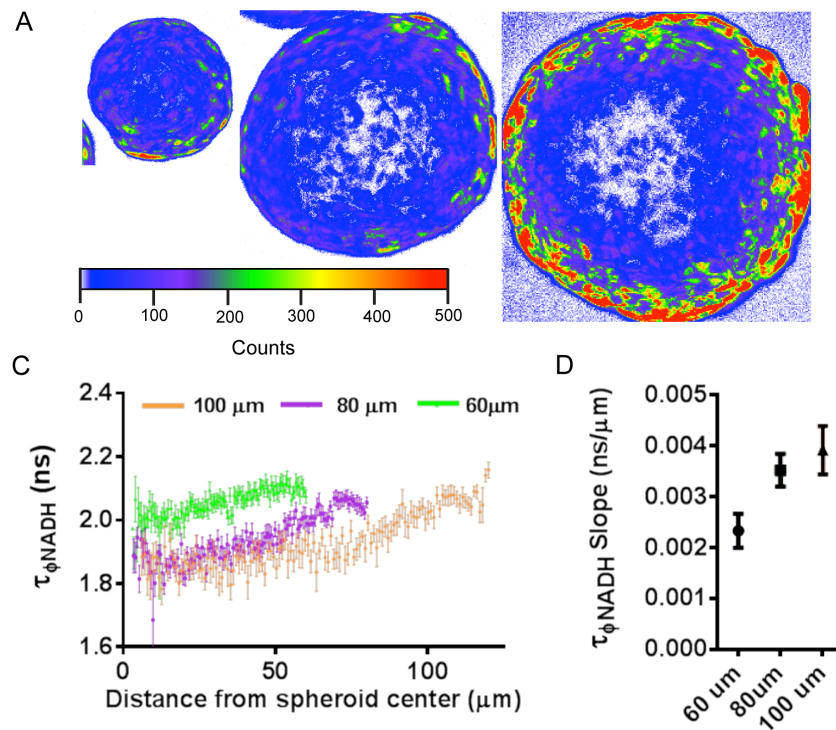 A
0 100 200 300 400 500
Counts
C
100 μm 80 μm 60μm
τϕNADH (ns)
2.4
2.2
2.0
1.8
1.6
0 50 100
Distance from spheroid center (μm)
D
τϕNADH Slope (ns/μm)
0.005
0.004
0.003
0.002
0.001
0.000
60 um
80um
100 um